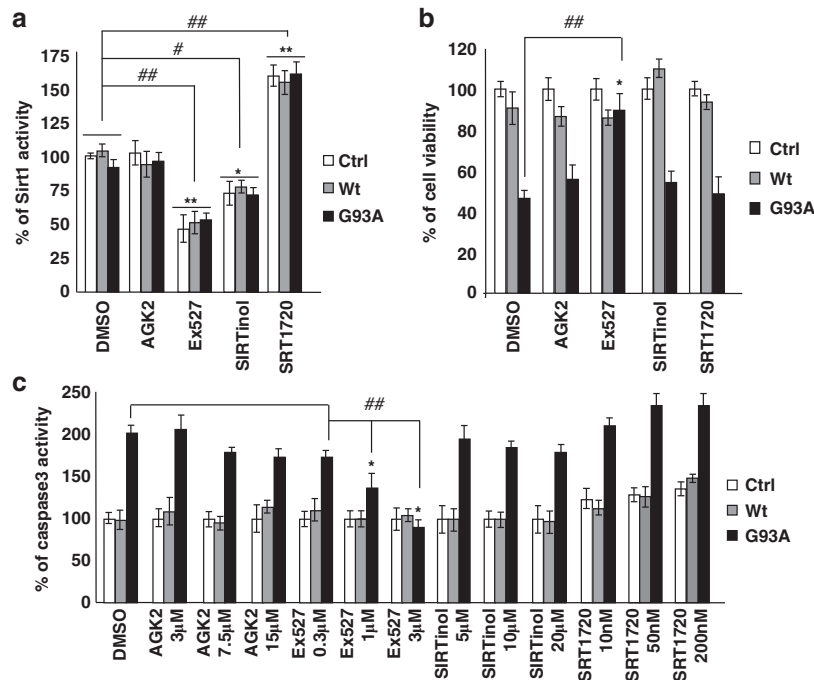 a
% of Sirt1 activity
175
150
125
100
75
50
25
0
##
#
##
**
*
**
DMSO
AGK2
Ex527
SIRTinol
SRT1720
Ctrl
Wt
G93A
b
% of cell viability
120
100
80
60
40
20
0
##
*
DMSO
AGK2
Ex527
SIRTinol
SRT1720
Ctrl
Wt
G93A
c
% of caspase3 activity
250
200
150
100
50
0
##
*
*
DMSO
AGK2
3µM
AGK2
7.5µM
AGK2
15µM
Ex527
0.3µM
Ex527
1µM
Ex527
3µM
SIRTinol
5µM
SIRTinol
10µM
SIRTinol
20µM
SRT1720
10nM
SRT1720
50nM
SRT1720
200nM
Ctrl
Wt
G93A